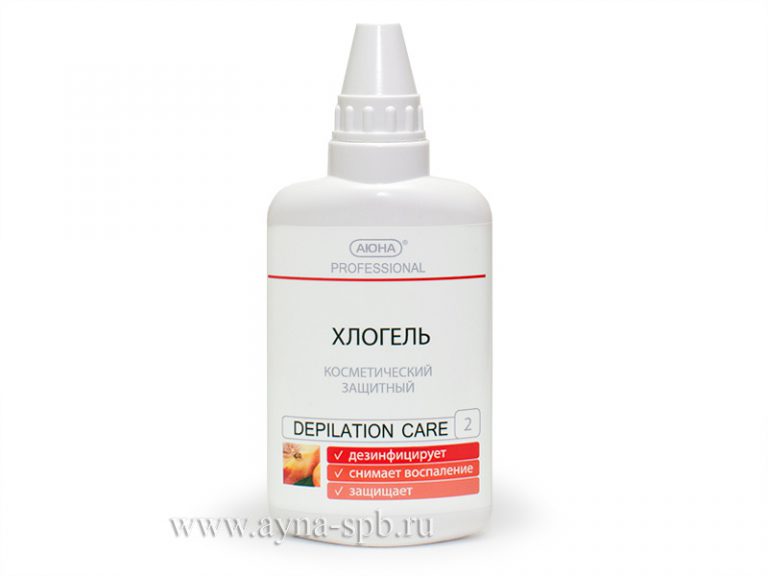 АЮНА®
PROFESSIONAL
ХЛОГЕЛЬ
КОСМЕТИЧЕСКИЙ
ЗАЩИТНЫЙ
DEPILATION CARE 2
✓ дезинфицирует
✓ снимает воспаление
✓ защищает
www.ayna-spb.ru